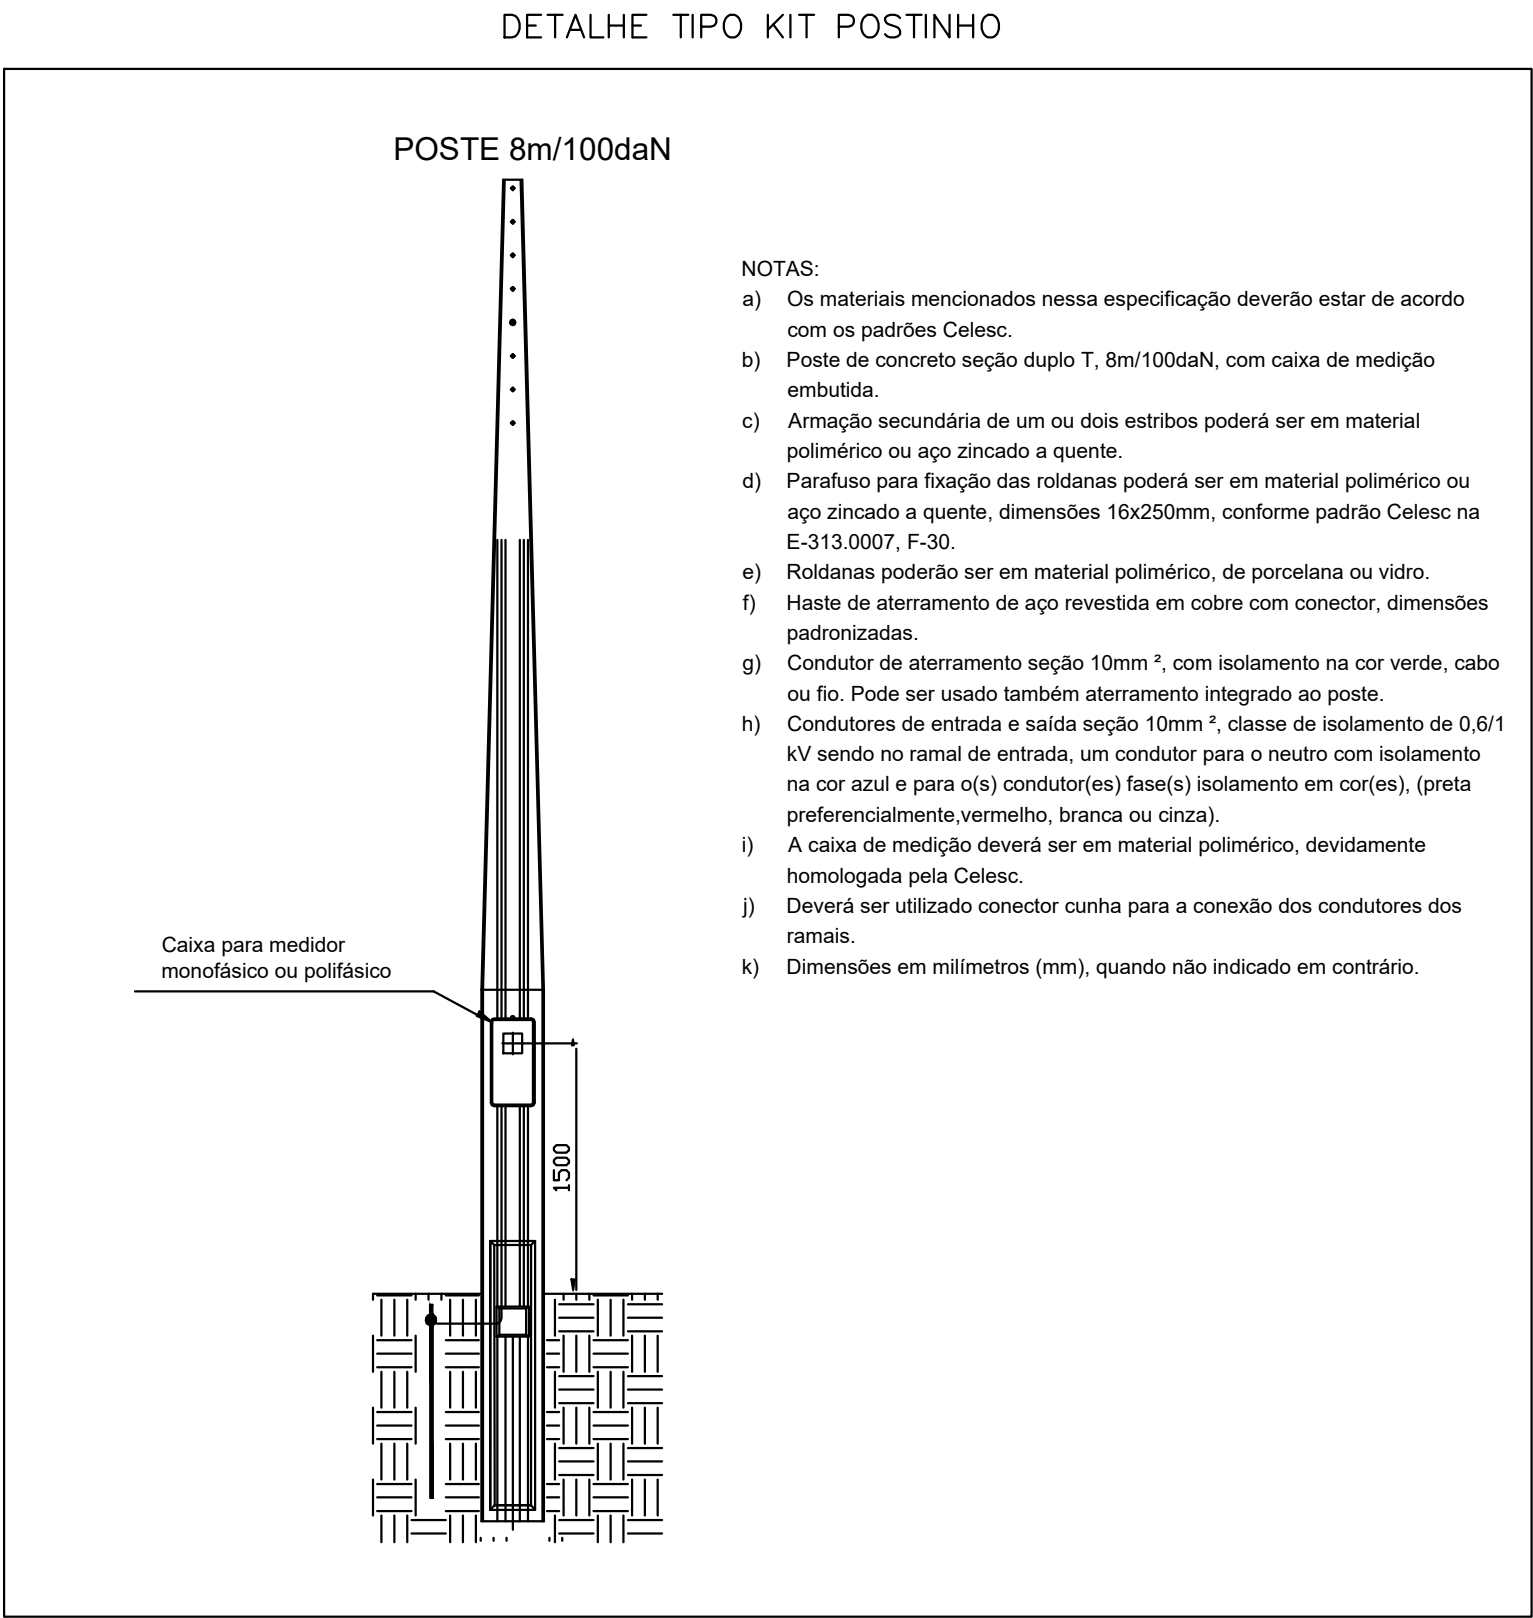 DETALHE TIPO KIT POSTINHO
POSTE 8m/100daN
NOTAS:
a) Os materiais mencionados nessa especificação deverão estar de acordo
com os padrões Celesc.
b) Poste de concreto seção duplo T, 8m/100daN, com caixa de medição
embutida.
c) Armação secundária de um ou dois estribos poderá ser em material
polimérico ou aço zincado a quente.
d) Parafuso para fixação das roldanas poderá ser em material polimérico ou
aço zincado a quente, dimensões 16x250mm, conforme padrão Celesc na
E-313.0007, F-30.
e) Roldanas poderão ser em material polimérico, de porcelana ou vidro.
f) Haste de aterramento de aço revestida em cobre com conector, dimensões
padronizadas.
g) Condutor de aterramento seção 10mm ², com isolamento na cor verde, cabo
ou fio. Pode ser usado também aterramento integrado ao poste.
h) Condutores de entrada e saída seção 10mm ², classe de isolamento de 0,6/1
kV sendo no ramal de entrada, um condutor para o neutro com isolamento
na cor azul e para o(s) condutor(es) fase(s) isolamento em cor(es), (preta
preferencialmente,vermelho, branca ou cinza).
i) A caixa de medição deverá ser em material polimérico, devidamente
homologada pela Celesc.
j) Deverá ser utilizado conector cunha para a conexão dos condutores dos
ramais.
k) Dimensões em milímetros (mm), quando não indicado em contrário.
Caixa para medidor
monofásico ou polifásico
1500